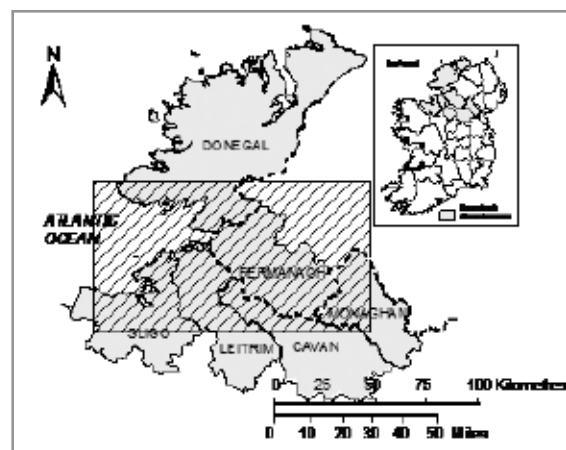 N
Ireland
DONEGAL
ATLANTIC
OCEAN
FERMANAGH
MONAGHAN
SLIGO
LEITRIM
CAVAN
0 25 50 75 100 Kilometres
0 10 20 30 40 50 Miles